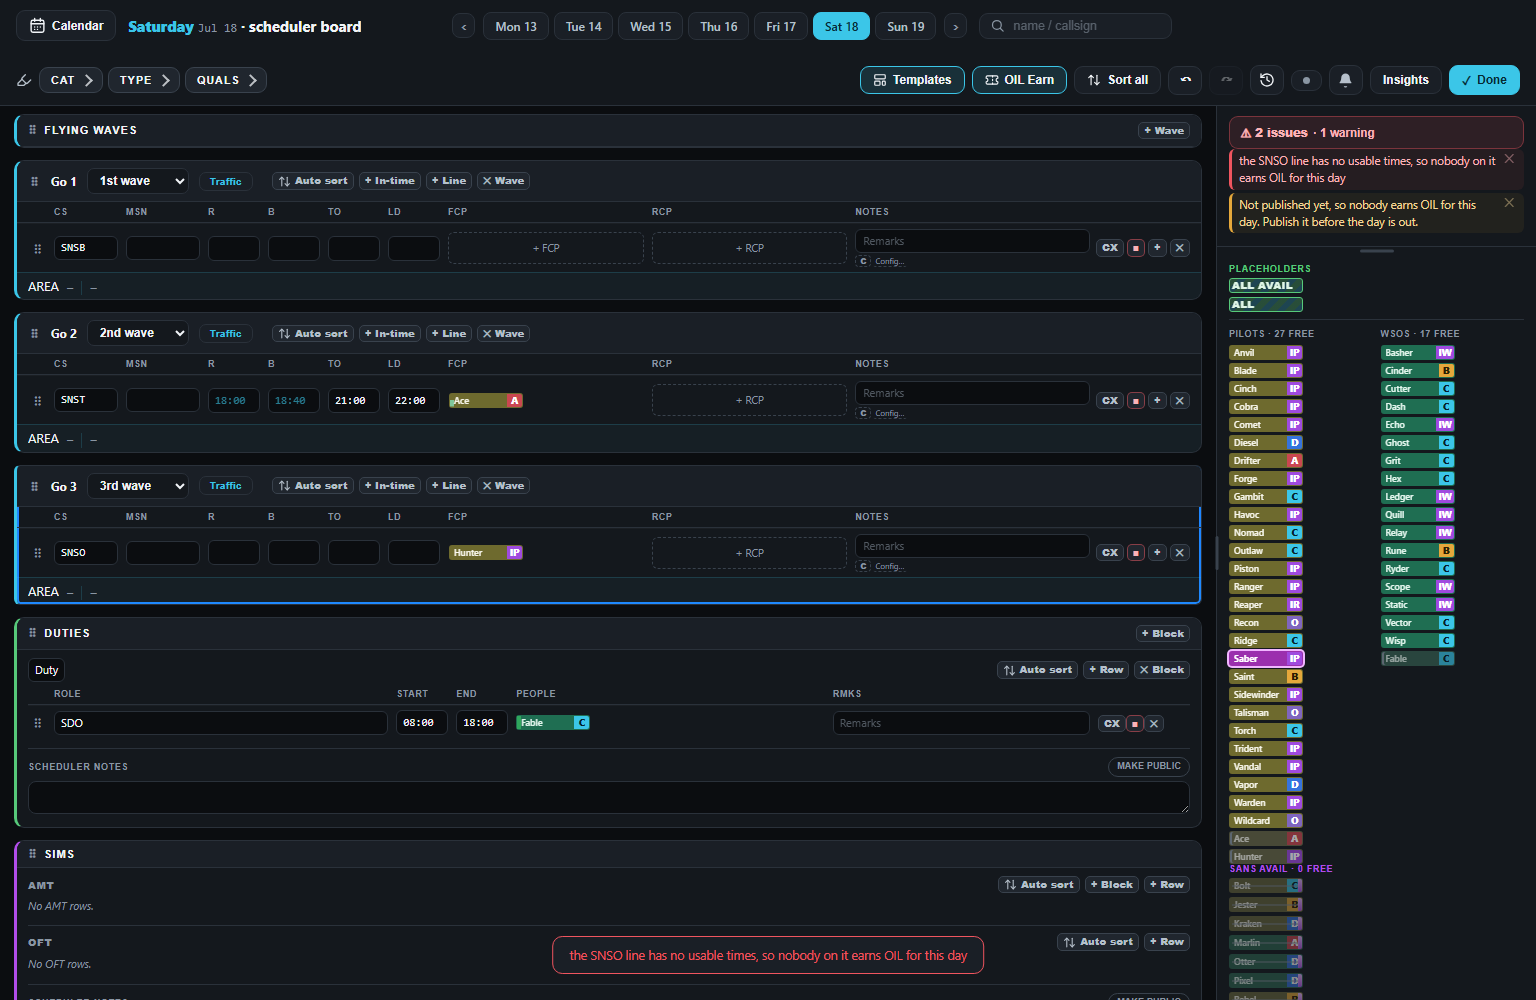 Calendar
Saturday Jul 18 · scheduler board
‹
Mon 13
Tue 14
Wed 15
Thu 16
Fri 17
Sat 18
Sun 19
›
name / callsign
CAT
TYPE
QUALS
Templates
OIL Earn
Sort all
Insights
✓ Done
FLYING WAVES
+ Wave
Go 1
1st wave
Traffic
Auto sort
+ In-time
+ Line
× Wave
CS MSN R B TO LD FCP RCP NOTES
SNSB
+ FCP
+ RCP
Remarks
CX
+
×
C Config...
AREA – –
Go 2
2nd wave
Traffic
Auto sort
+ In-time
+ Line
× Wave
CS MSN R B TO LD FCP RCP NOTES
SNST
18:00
18:40
21:00
22:00
Ace A
+ RCP
Remarks
CX
+
×
C Config...
AREA – –
Go 3
3rd wave
Traffic
Auto sort
+ In-time
+ Line
× Wave
CS MSN R B TO LD FCP RCP NOTES
SNSO
Hunter IP
+ RCP
Remarks
CX
+
×
C Config...
AREA – –
DUTIES
+ Block
Duty
Auto sort
+ Row
× Block
ROLE START END PEOPLE RMKS
SDO
08:00
18:00
Fable C
Remarks
CX
×
SCHEDULER NOTES
MAKE PUBLIC
SIMS
AMT
Auto sort
+ Block
+ Row
No AMT rows.
OFT
Auto sort
+ Row
No OFT rows.
the SNSO line has no usable times, so nobody on it earns OIL for this day
⚠ 2 issues · 1 warning
the SNSO line has no usable times, so nobody on it
earns OIL for this day
×
Not published yet, so nobody earns OIL for this
day. Publish it before the day is out.
×
PLACEHOLDERS
ALL AVAIL
ALL
PILOTS · 27 FREE
Anvil IP
Blade IP
Cinch IP
Cobra IP
Comet IP
Diesel D
Drifter A
Forge IP
Gambit C
Havoc IP
Nomad C
Outlaw C
Piston IP
Ranger IP
Reaper IR
Recon O
Ridge C
Saber IP
Saint B
Sidewinder IP
Talisman O
Torch C
Trident IP
Vandal IP
Vapor D
Warden IP
Wildcard O
Ace A
Hunter IP
WSOS · 17 FREE
Basher IW
Cinder B
Cutter C
Dash C
Echo IW
Ghost C
Grit C
Hex C
Ledger IW
Quill IW
Relay IW
Rune B
Ryder C
Scope IW
Static IW
Vector C
Wisp C
Fable C
SANS AVAIL · 0 FREE
Bolt C
Jester B
Kraken D
Marlin A
Otter D
Pixel D